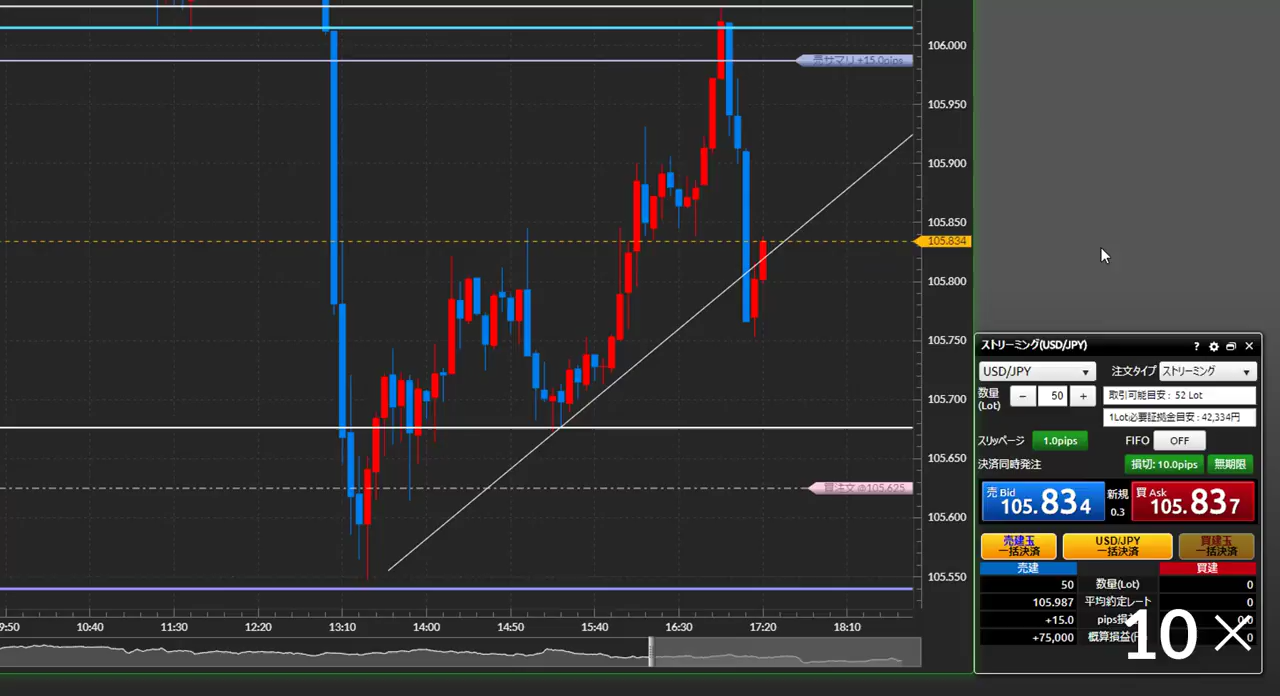 106.000
売サマリ +15.0pips
105.950
105.900
105.850
105.834
105.800
105.750
105.700
105.650
買注文 @105.625
105.600
105.550
9:50 10:40 11:30 12:20 13:10 14:00 14:50 15:40 16:30 17:20 18:10
ストリーミング(USD/JPY) ?
USD/JPY 注文タイプ ストリーミング
数量(Lot) − 50 + 取引可能目安 : 52 Lot
1Lot必要証拠金目安 : 42,334円
スリッページ 1.0pips FIFO OFF
決済同時発注 損切: 10.0pips 無期限
売 Bid 105.834 新規 0.3 買 Ask 105.837
売建玉 一括決済 USD/JPY 一括決済 買建玉 一括決済
売建 買建
50 数量(Lot) 0
105.987 平均約定レート 0
+15.0 pips損 0.0
+75,000 概算損益(円 0
10 ×